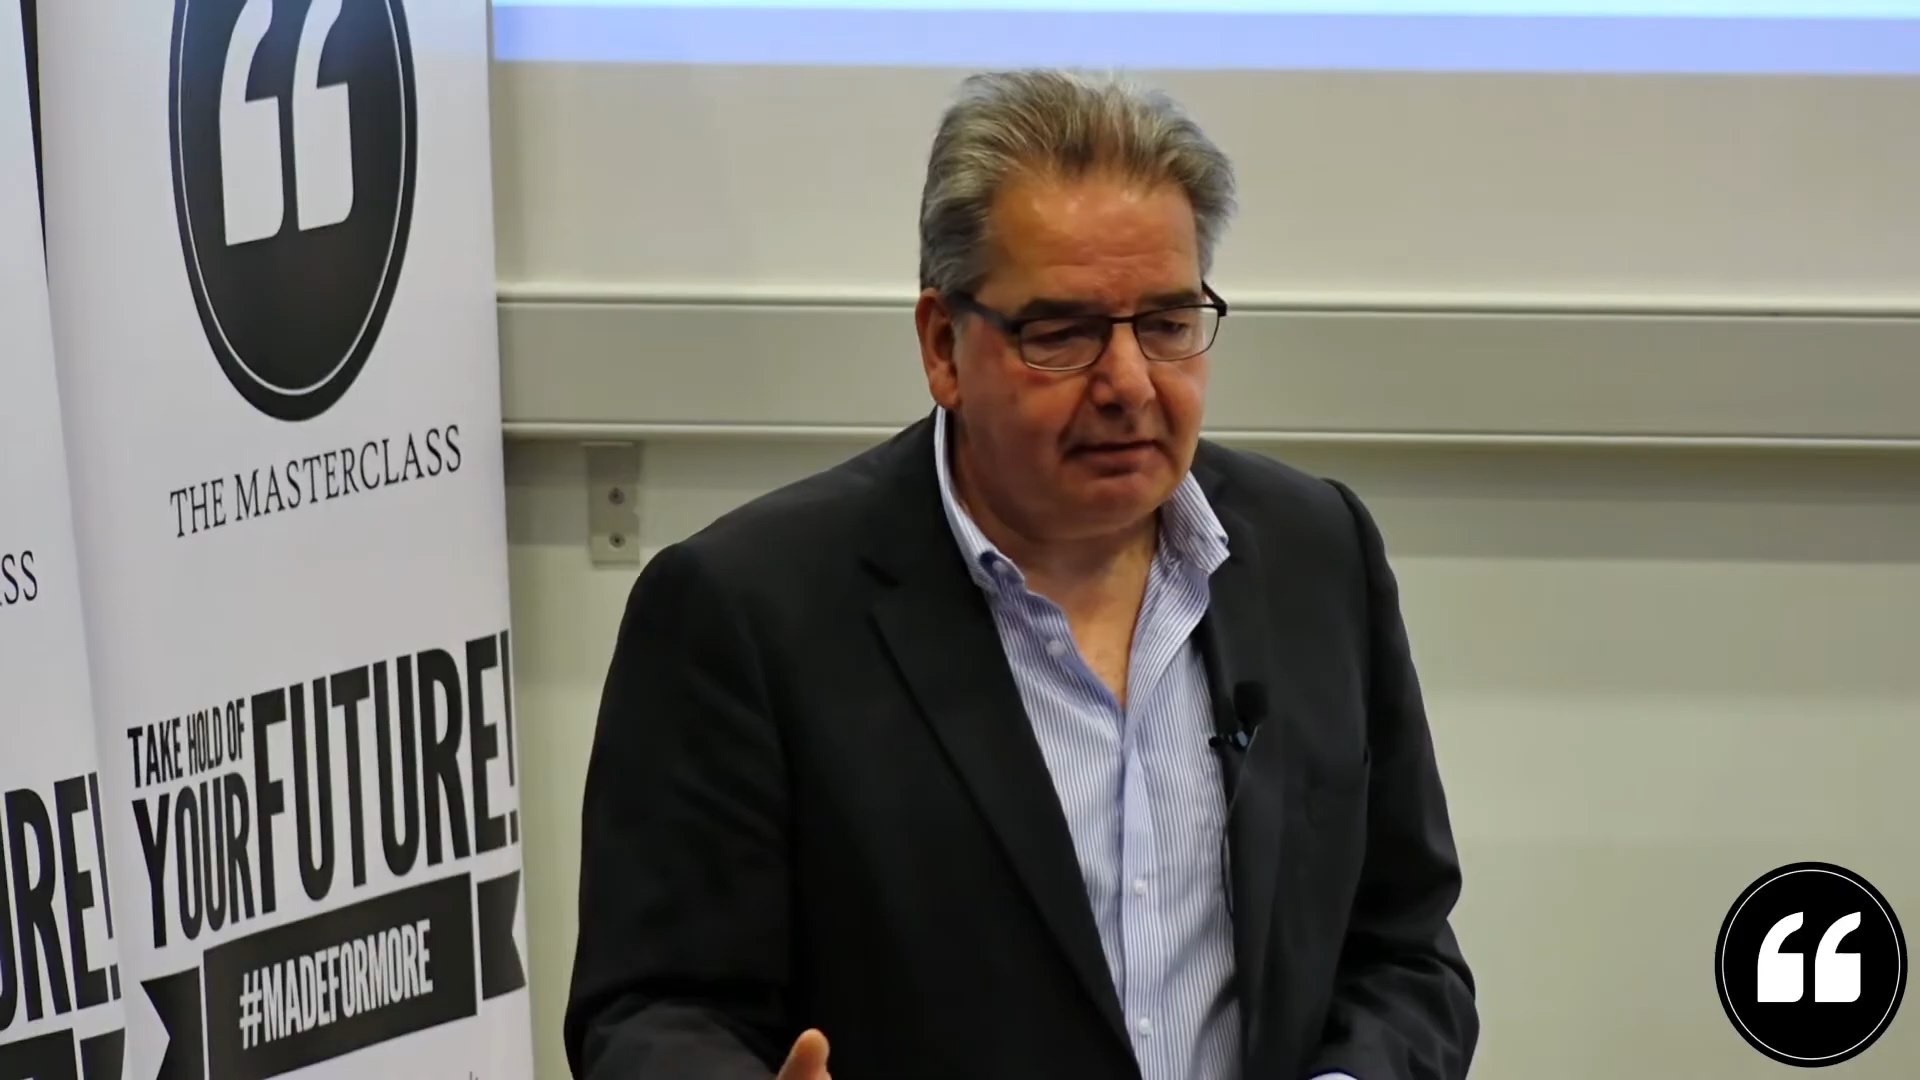 THE MASTERCLASS
TAKE HOLD OF
YOUR FUTURE!
#MADEFORMORE
SS
URE!